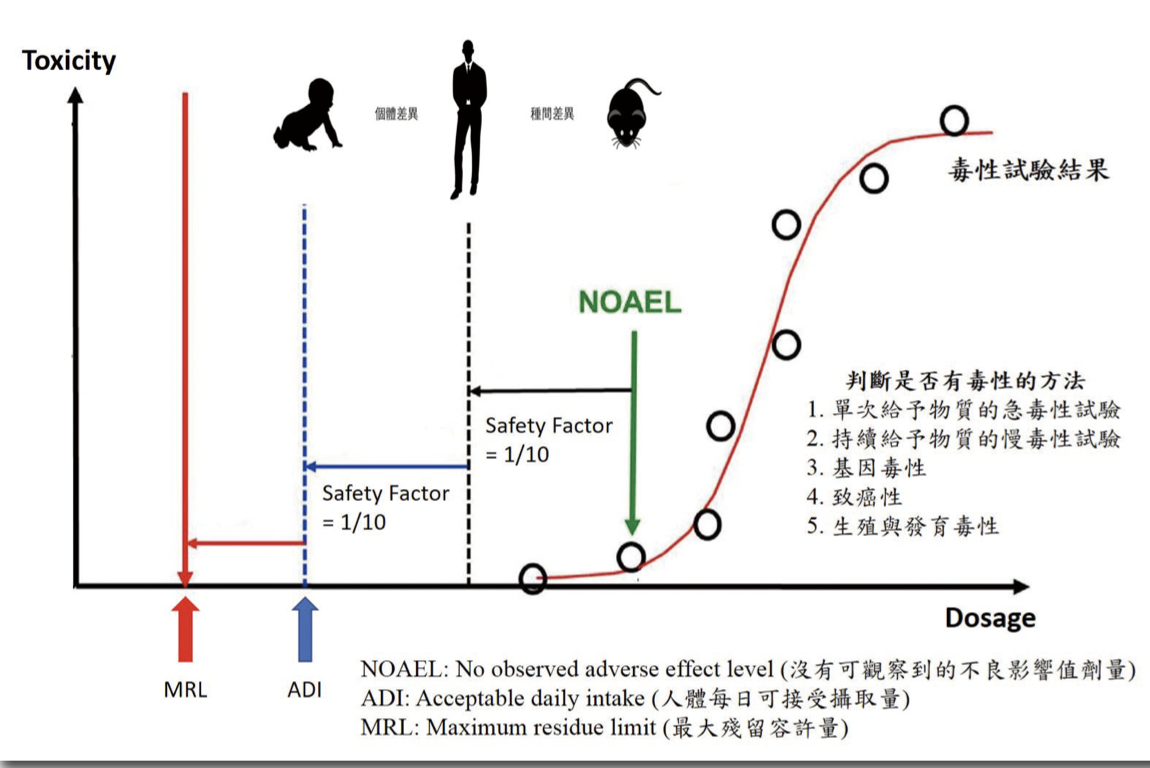 Toxicity
個體差異
種間差異
毒性試驗結果
NOAEL
Safety Factor
= 1/10
Safety Factor
= 1/10
判斷是否有毒性的方法
1. 單次給予物質的急毒性試驗
2. 持續給予物質的慢毒性試驗
3. 基因毒性
4. 致癌性
5. 生殖與發育毒性
Dosage
MRL
ADI
NOAEL: No observed adverse effect level (沒有可觀察到的不良影響值劑量)
ADI: Acceptable daily intake (人體每日可接受攝取量)
MRL: Maximum residue limit (最大殘留容許量)